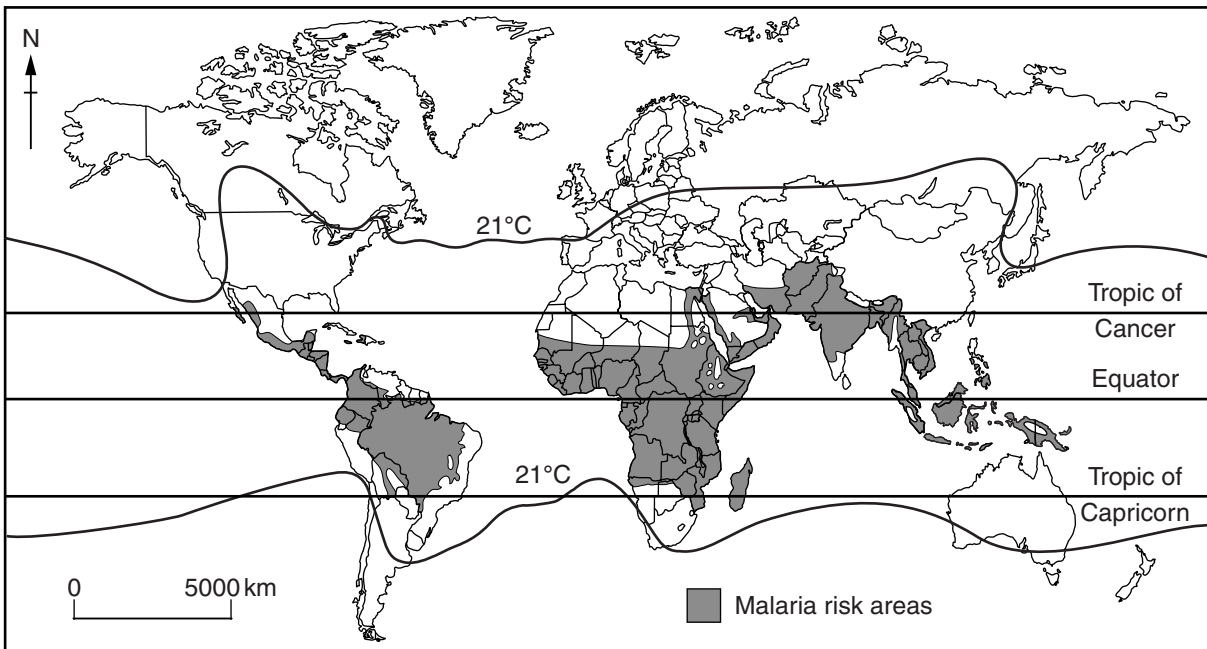 N
21°C
Tropic of
Cancer
Equator
21°C
Tropic of
Capricorn
0 5000 km
Malaria risk areas